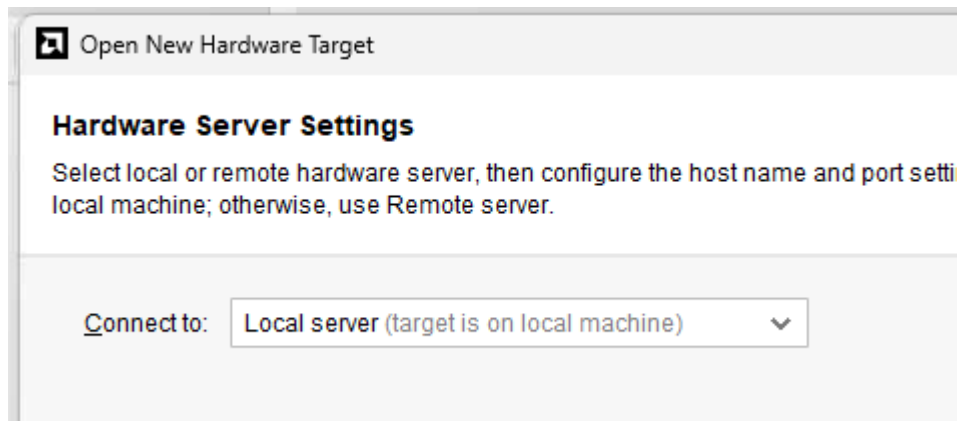 Open New Hardware Target
Hardware Server Settings
Select local or remote hardware server, then configure the host name and port
local machine; otherwise, use Remote server.
Connect to: Local server (target is on local machine)